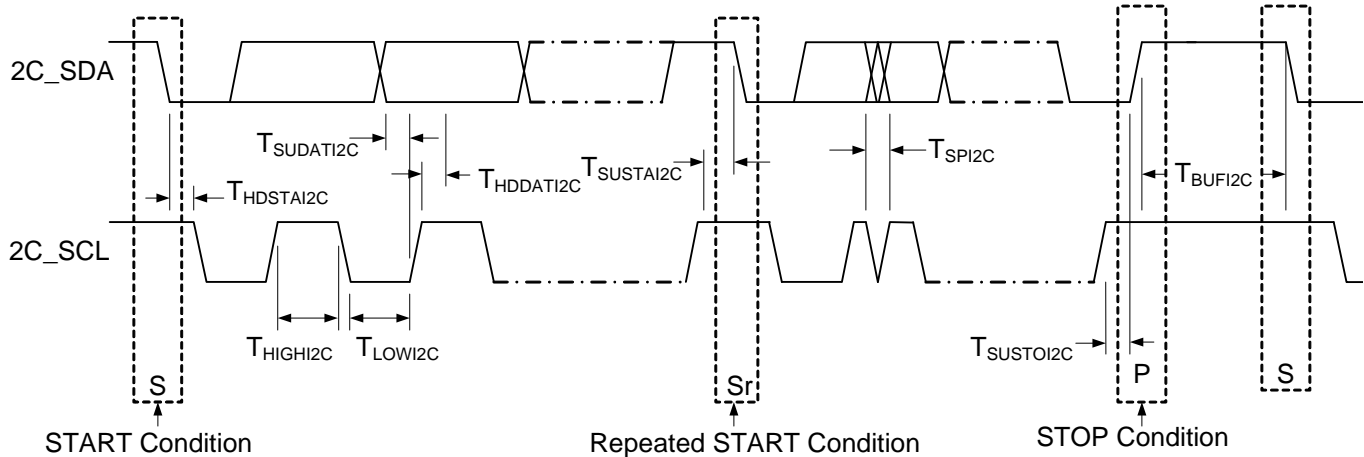 2C_SDA
T_SUDATI2C
T_HDDATI2C
T_SUSTAI2C
T_SPI2C
T_BUFI2C
T_HDSTAI2C
2C_SCL
T_HIGHI2C
T_LOWI2C
T_SUSTOI2C
S
Sr
P
S
START Condition
Repeated START Condition
STOP Condition